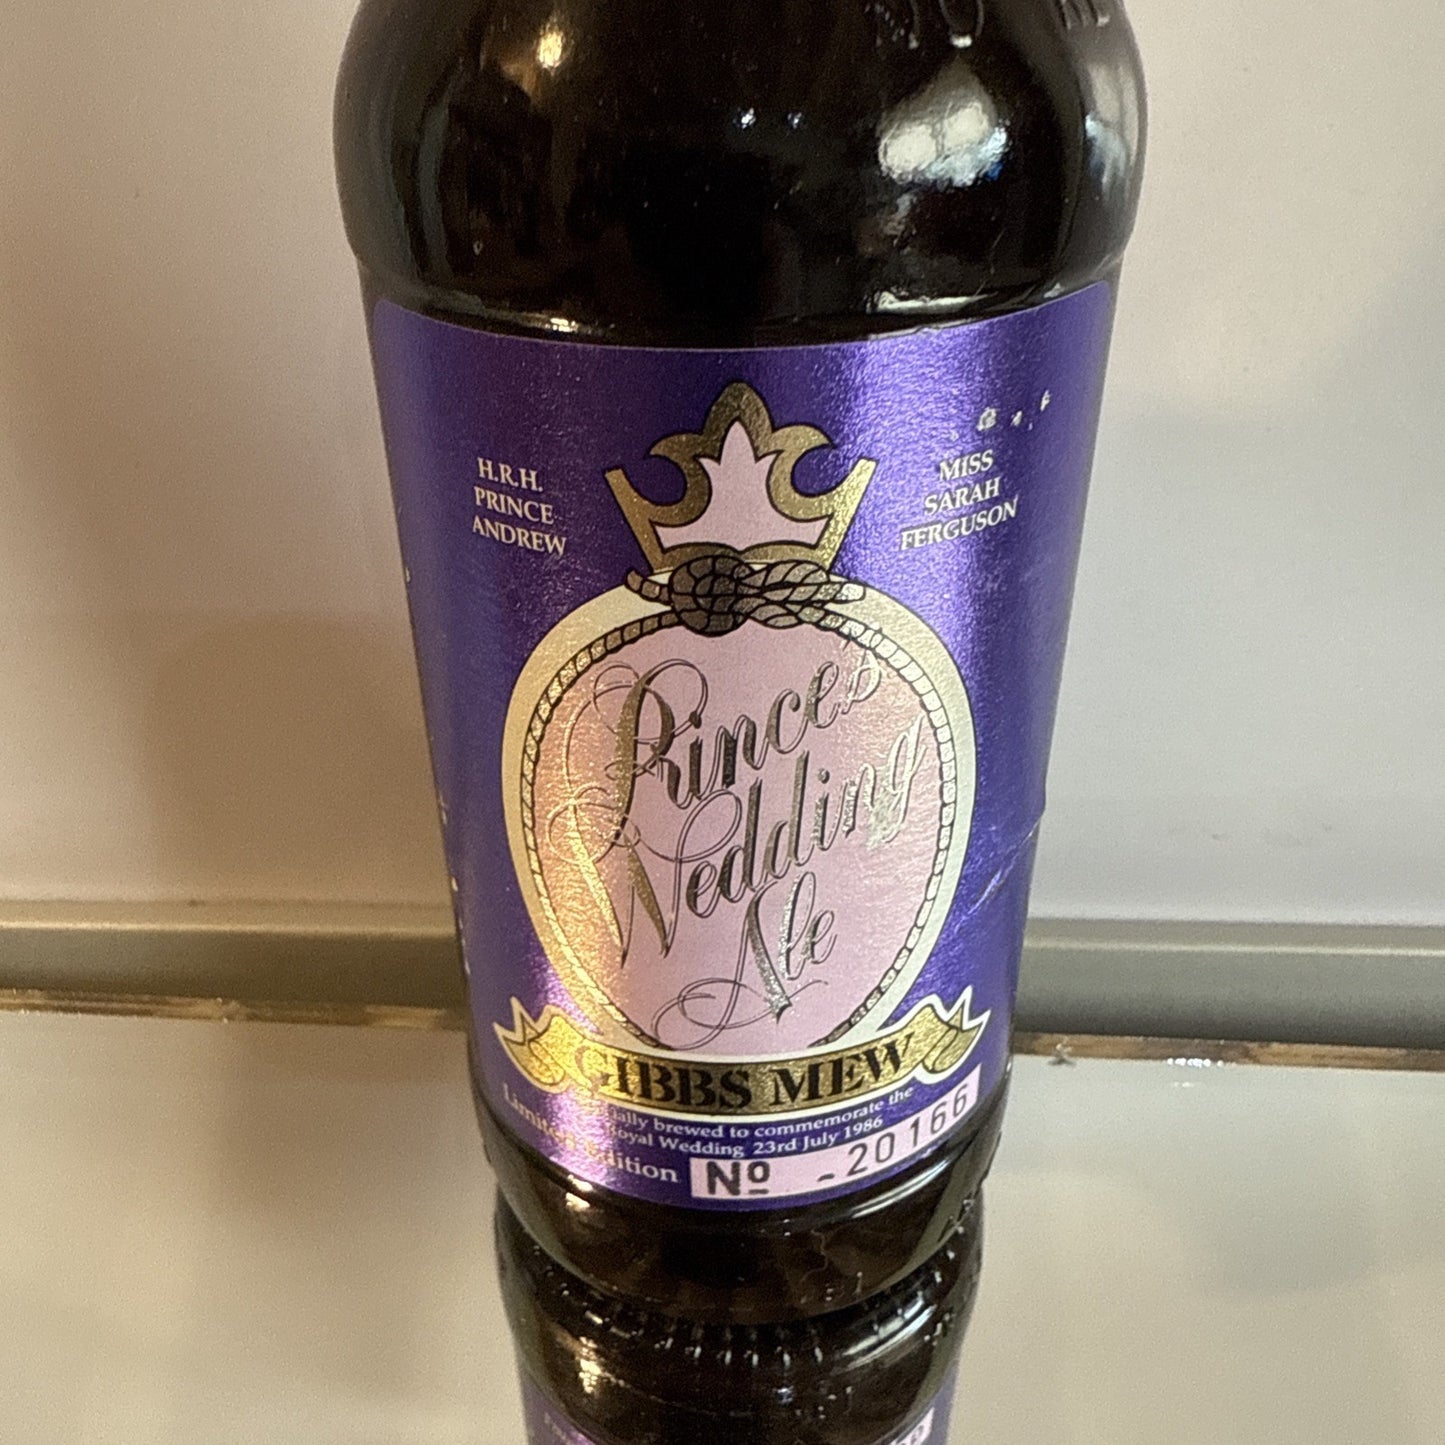 H.R.H.
PRINCE
ANDREW
MISS
SARAH
FERGUSON
Prince's
Wedding
Ale
GIBBS MEW
brewed to commemorate the
Royal Wedding 23rd July 1986
Limited Edition Nº -20166